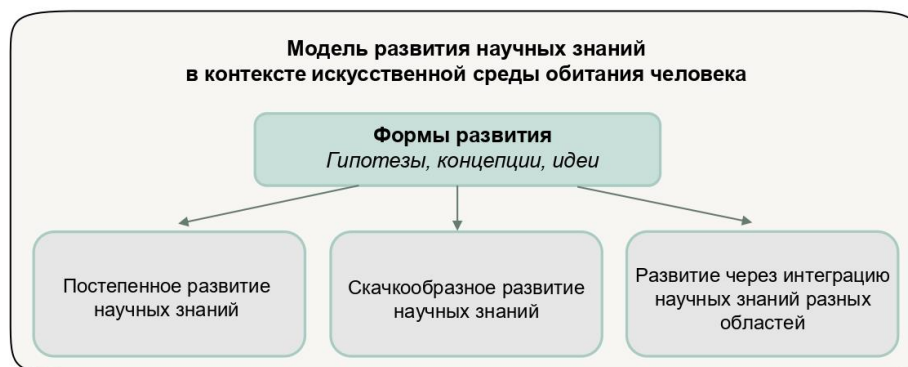 Модель развития научных знаний
в контексте искусственной среды обитания человека
Формы развития
Гипотезы, концепции, идеи
Постепенное развитие
научных знаний
Скачкообразное развитие
научных знаний
Развитие через интеграцию
научных знаний разных
областей